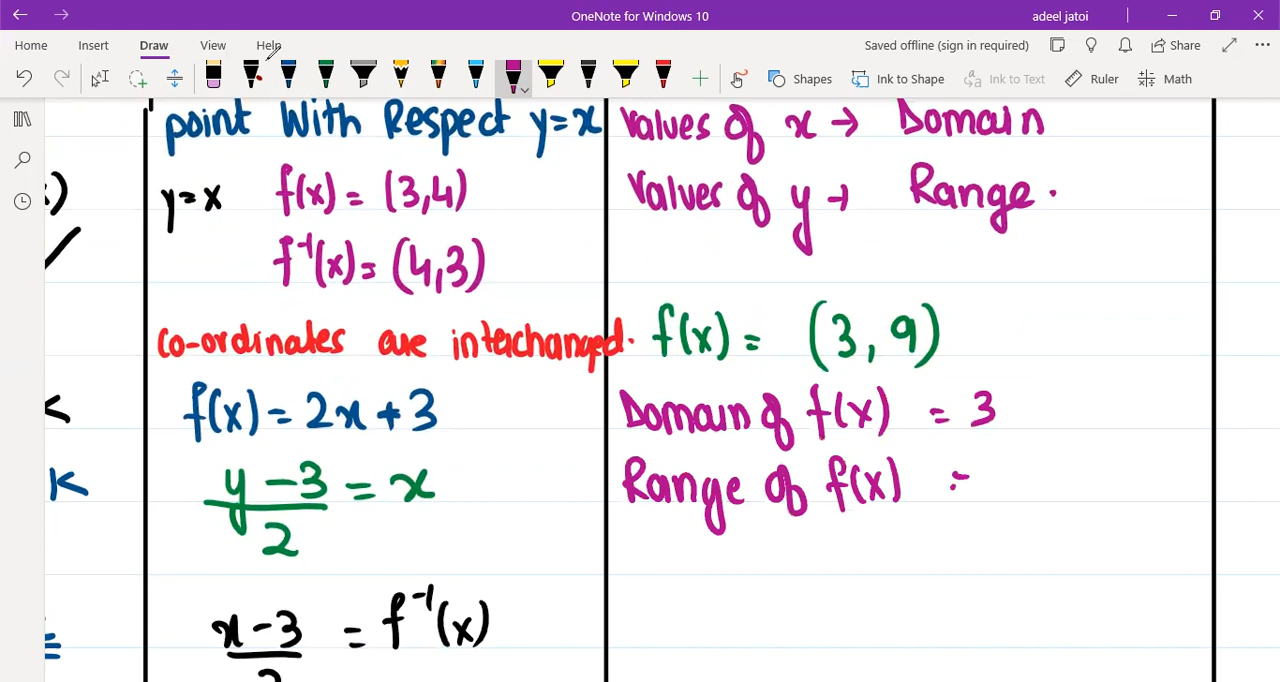 OneNote for Windows 10
adeel jatoi
Home Insert Draw View Help
Saved offline (sign in required)
Share
Shapes
Ink to Shape
Ink to Text
Ruler
Math
point With Respect y=x
y=x f(x) = (3,4)
f⁻¹(x) = (4,3)
co-ordinates are interchanged.
f(x) = 2x + 3
y - 3 / 2 = x
x - 3 / 2 = f⁻¹(x)
Values of x → Domain
Values of y → Range.
f(x) = (3, 9)
Domain of f(x) = 3
Range of f(x) =